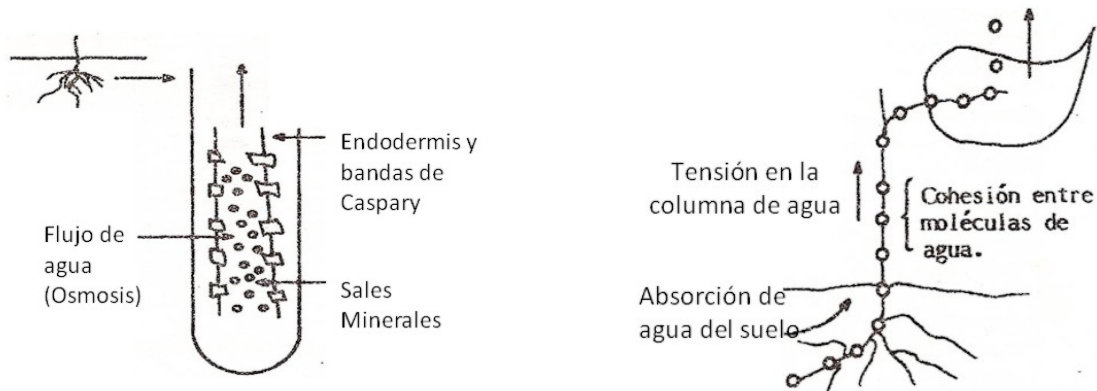 Endodermis y
bandas de
Caspary
Flujo de
agua
(Osmosis)
Sales
Minerales
Tensión en la
columna de agua
Cohesión entre
moléculas de
agua.
Absorción de
agua del suelo